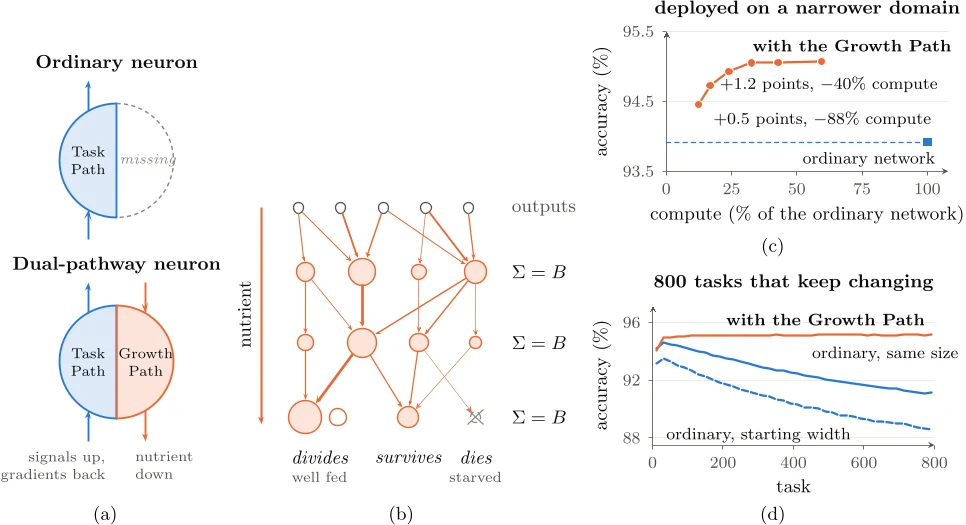 Ordinary neuron
Task
Path
missing
Dual-pathway neuron
Task
Path
Growth
Path
signals up,
gradients back
nutrient
down
(a)
nutrient
outputs
Σ = B
Σ = B
Σ = B
divides
well fed
survives
dies
starved
(b)
deployed on a narrower domain
95.5
94.5
93.5
accuracy (%)
with the Growth Path
+1.2 points, −40% compute
+0.5 points, −88% compute
ordinary network
0
25
50
75
100
compute (% of the ordinary network)
(c)
800 tasks that keep changing
96
92
88
accuracy (%)
with the Growth Path
ordinary, same size
ordinary, starting width
0
200
400
600
800
task
(d)